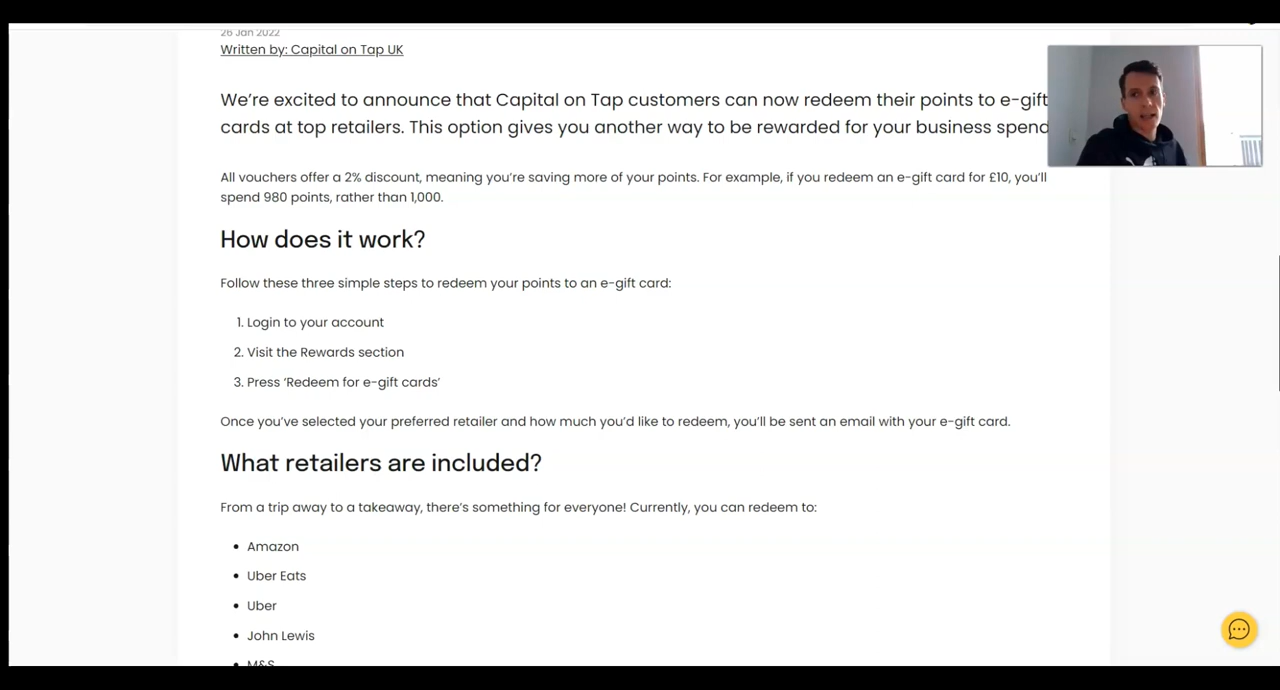 26 Jan 2022
Written by: Capital on Tap UK
We’re excited to announce that Capital on Tap customers can now redeem their points to e-gift
cards at top retailers. This option gives you another way to be rewarded for your business spend
All vouchers offer a 2% discount, meaning you’re saving more of your points. For example, if you redeem an e-gift card for £10, you’ll
spend 980 points, rather than 1,000.
How does it work?
Follow these three simple steps to redeem your points to an e-gift card:
1. Login to your account
2. Visit the Rewards section
3. Press ‘Redeem for e-gift cards’
Once you’ve selected your preferred retailer and how much you’d like to redeem, you’ll be sent an email with your e-gift card.
What retailers are included?
From a trip away to a takeaway, there’s something for everyone! Currently, you can redeem to:
• Amazon
• Uber Eats
• Uber
• John Lewis
• M&S